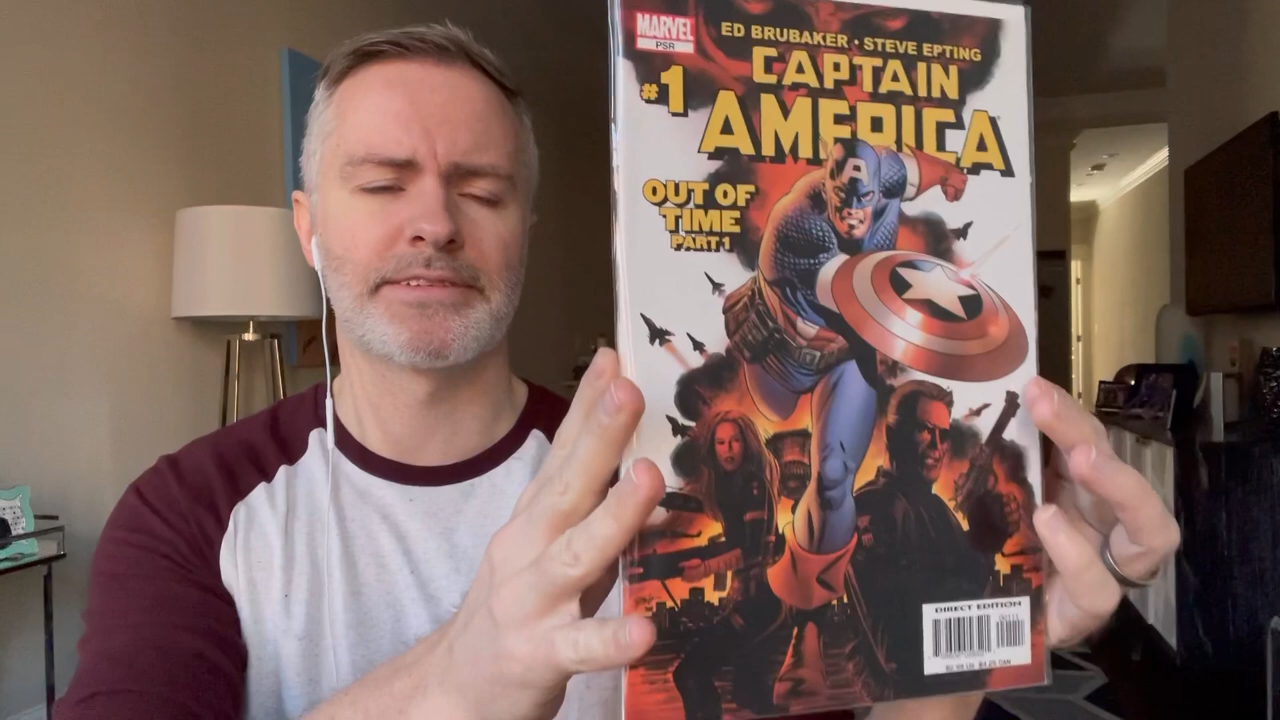 MARVEL
PSR
ED BRUBAKER • STEVE EPTING
#1
CAPTAIN
AMERICA
OUT OF
TIME
PART 1
DIRECT EDITION